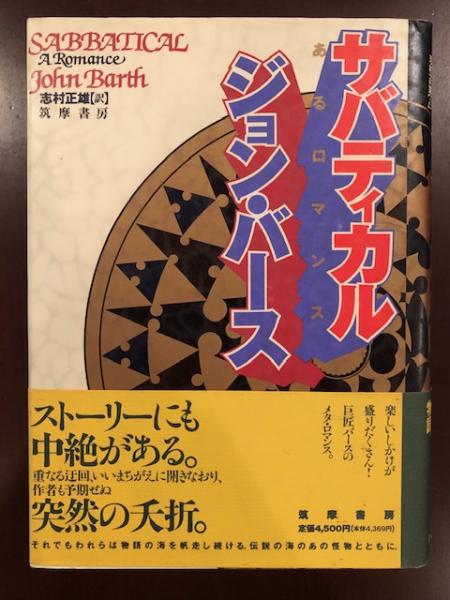 SABBATICAL
A Romance
John Barth
志村正雄[訳]
筑摩書房
サバティカル
あるロマンス
ジョン・バース
楽しい、しかけが
盛りだくさん!
巨匠バースの
メタ・ロマンス。
ストーリーにも
中絶がある。
重なる迂回、いいまちがえに開きなおり、
作者も予期せぬ
突然の夭折。
筑摩書房
定価4,500円(本体4,369円)
それでもわれらは物語の海を帆走し続ける、伝説の海のあの怪物とともに。